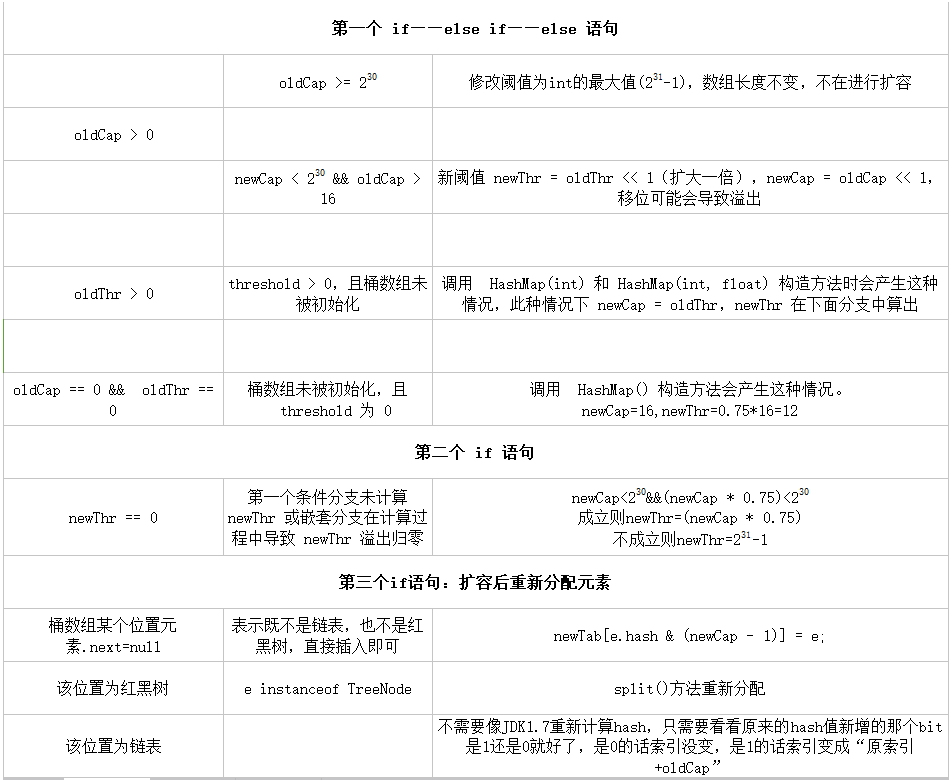 第一个 if——else if——else 语句
oldCap >= 2^30
修改阈值为int的最大值(2^31-1)，数组长度不变，不在进行扩容
oldCap > 0
newCap < 2^30 && oldCap >
16
新阈值 newThr = oldThr << 1（扩大一倍）,newCap = oldCap << 1，
移位可能会导致溢出
oldThr > 0
threshold > 0，且桶数组未
被初始化
调用 HashMap(int) 和 HashMap(int, float) 构造方法时会产生这种
情况，此种情况下 newCap = oldThr，newThr 在下面分支中算出
oldCap == 0 && oldThr ==
0
桶数组未被初始化，且
threshold 为 0
调用 HashMap() 构造方法会产生这种情况。
newCap=16,newThr=0.75*16=12
第二个 if 语句
newThr == 0
第一个条件分支未计算
newThr 或嵌套分支在计算过
程中导致 newThr 溢出归零
newCap<2^30&&(newCap * 0.75)<2^30
成立则newThr=(newCap * 0.75)
不成立则newThr=2^31-1
第三个if语句：扩容后重新分配元素
桶数组某个位置元
素.next=null
表示既不是链表，也不是红
黑树，直接插入即可
newTab[e.hash & (newCap - 1)] = e;
该位置为红黑树
e instanceof TreeNode
split()方法重新分配
该位置为链表
不需要像JDK1.7重新计算hash，只需要看看原来的hash值新增的那个bit
是1还是0就好了，是0的话索引没变，是1的话索引变成“原索引
+oldCap”